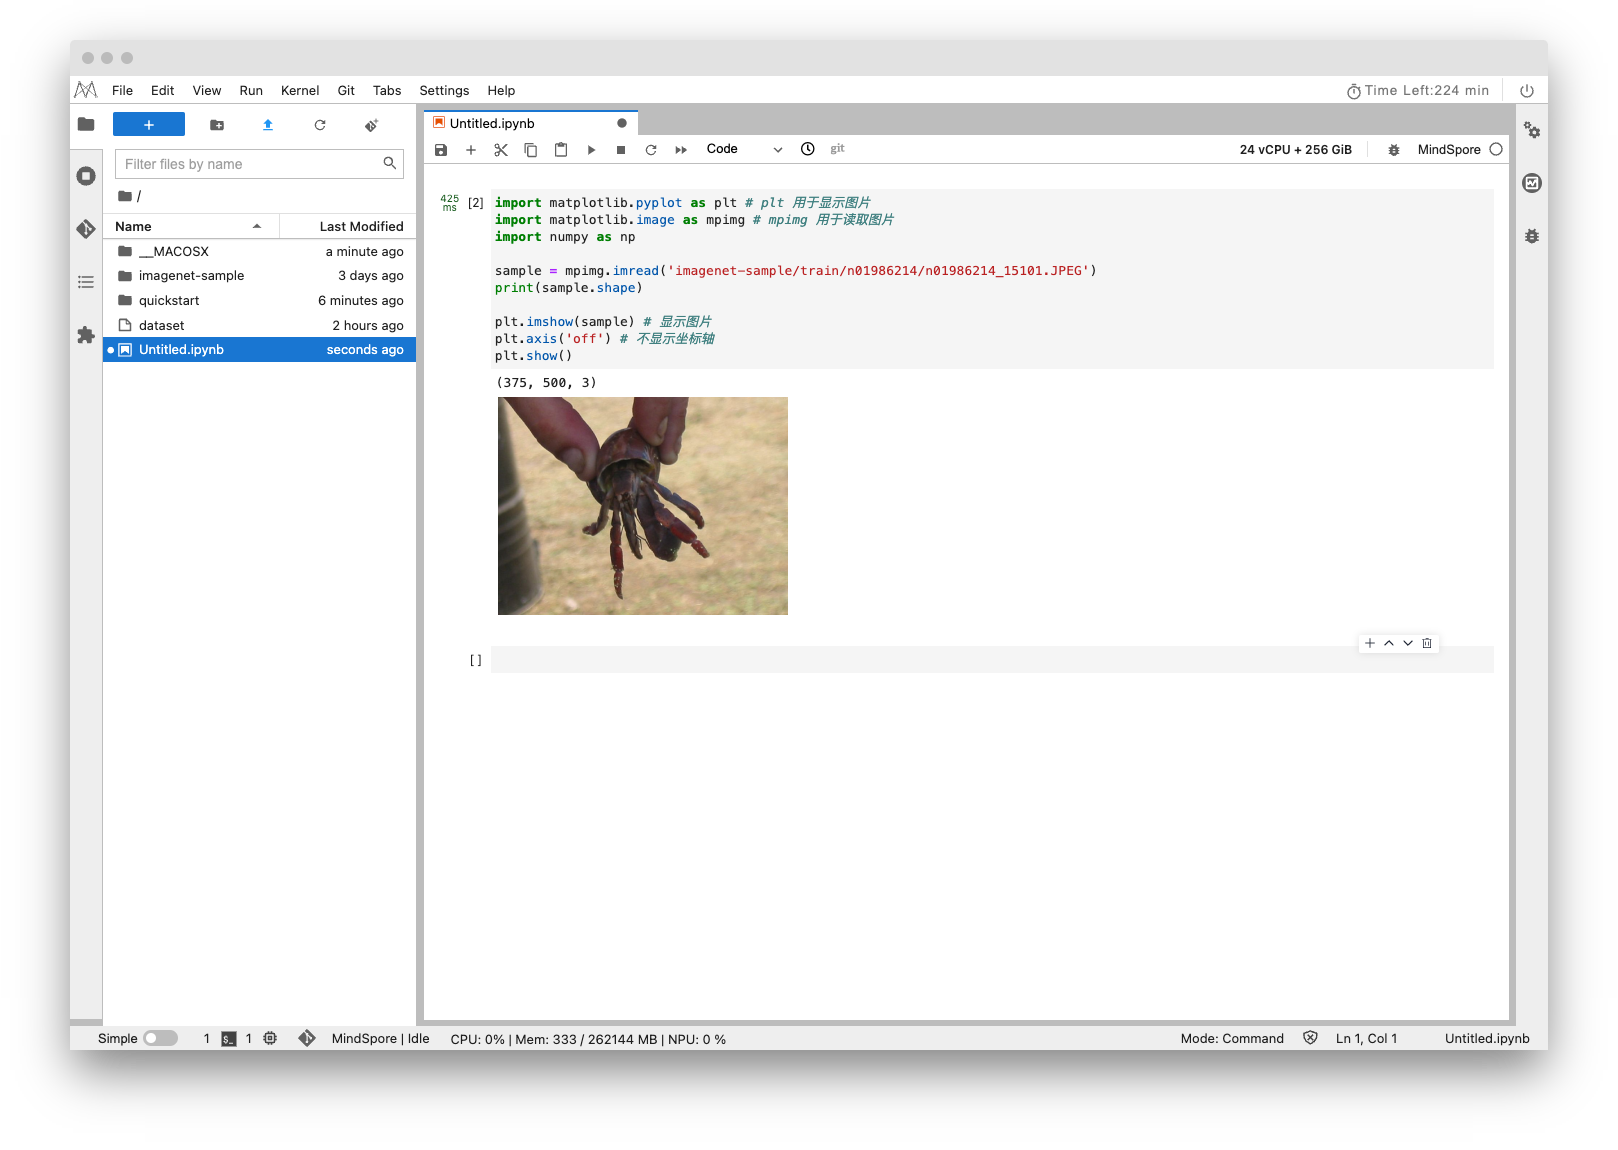 File Edit View Run Kernel Git Tabs Settings Help
Time Left:224 min
Untitled.ipynb
Filter files by name
Code
git
24 vCPU + 256 GiB
MindSpore
/
Name Last Modified
__MACOSX a minute ago
imagenet-sample 3 days ago
quickstart 6 minutes ago
dataset 2 hours ago
Untitled.ipynb seconds ago
425
ms
[2]
import matplotlib.pyplot as plt # plt 用于显示图片
import matplotlib.image as mpimg # mpimg 用于读取图片
import numpy as np
sample = mpimg.imread('imagenet-sample/train/n01986214/n01986214_15101.JPEG')
print(sample.shape)
plt.imshow(sample) # 显示图片
plt.axis('off') # 不显示坐标轴
plt.show()
(375, 500, 3)
[ ]
Simple 1 $_ 1 MindSpore | Idle CPU: 0% | Mem: 333 / 262144 MB | NPU: 0 % Mode: Command Ln 1, Col 1 Untitled.ipynb